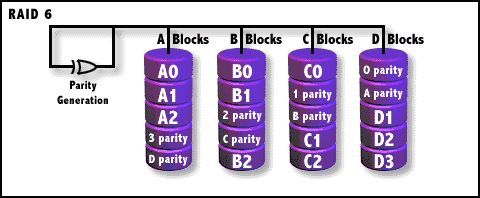 RAID 6
A Blocks B Blocks C Blocks D Blocks
Parity
Generation
A0 B0 C0 0 parity
A1 B1 1 parity A parity
A2 2 parity B parity D1
3 parity C parity C1 D2
D parity B2 C2 D3